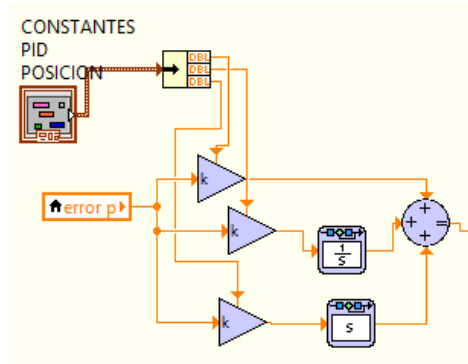 CONSTANTES
PID
POSICION
DBL
DBL
DBL
k
error p
k
1
s
k
s
+
+
+
=